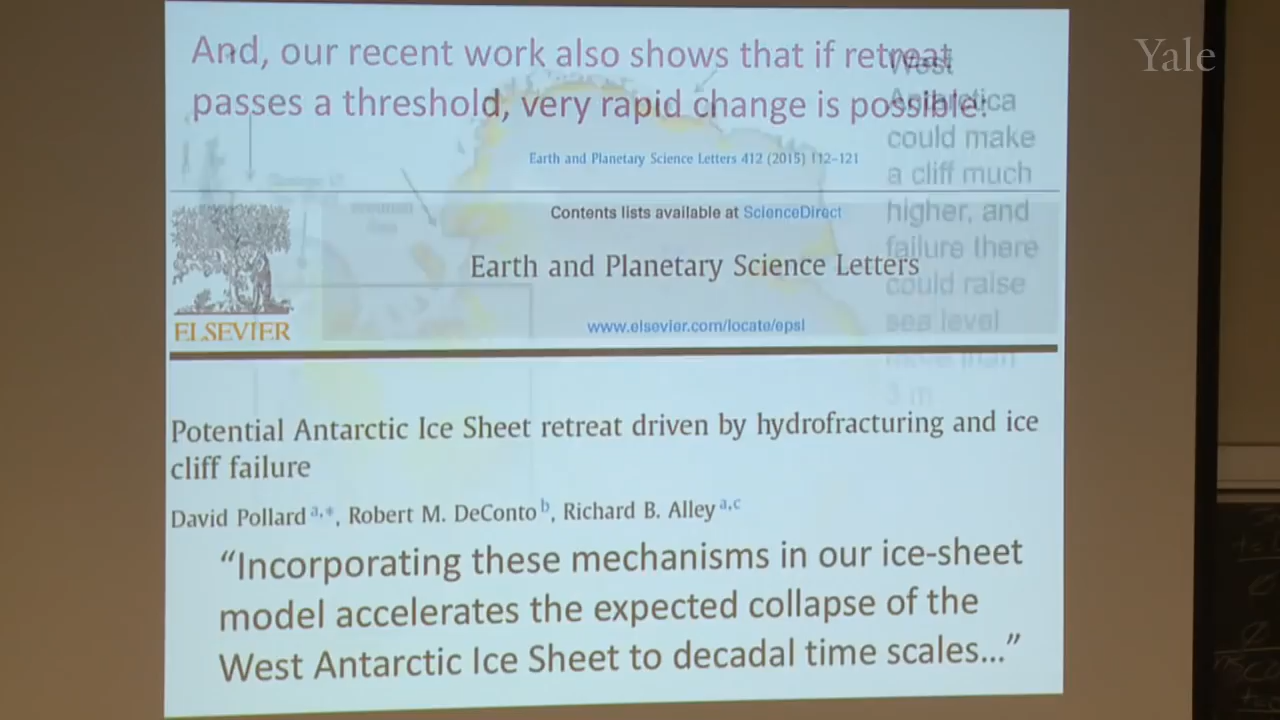 And, our recent work also shows that if retreat
passes a threshold, very rapid change is possible.
Yale
West
Antarctica
could make
a cliff much
higher, and
failure there
could raise
sea level
more than
3 m
Earth and Planetary Science Letters 412 (2015) 112–121
Contents lists available at ScienceDirect
Earth and Planetary Science Letters
www.elsevier.com/locate/epsl
ELSEVIER
Potential Antarctic Ice Sheet retreat driven by hydrofracturing and ice
cliff failure
David Pollard a,*, Robert M. DeConto b, Richard B. Alley a,c
“Incorporating these mechanisms in our ice-sheet
model accelerates the expected collapse of the
West Antarctic Ice Sheet to decadal time scales...”